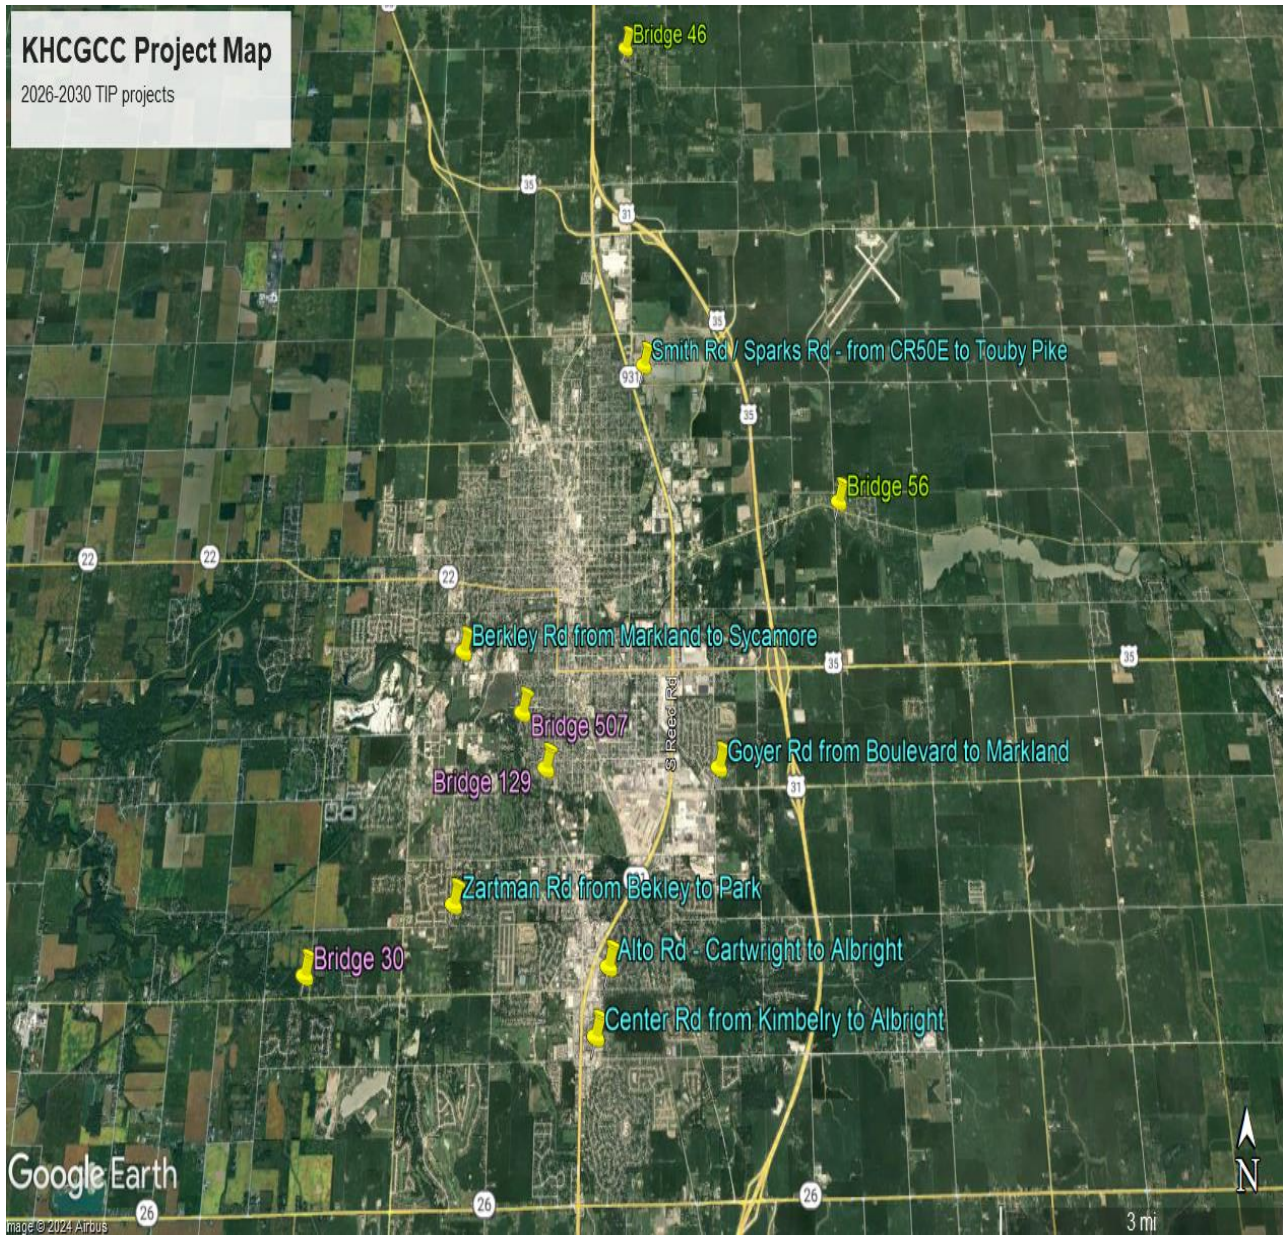 KHCGCC Project Map
2026-2030 TIP projects
Bridge 46
35
31
35
Smith Rd / Sparks Rd - from CR50E to Touby Pike
931
35
Bridge 56
22
22
22
Berkley Rd from Markland to Sycamore
35
35
S Reed Rd
Bridge 507
Goyer Rd from Boulevard to Markland
Bridge 129
31
Zartman Rd from Bekley to Park
Alto Rd - Cartwright to Albright
Bridge 30
Center Rd from Kimbelry to Albright
Google Earth
N
26
26
26
3 mi
Image © 2024 Airbus